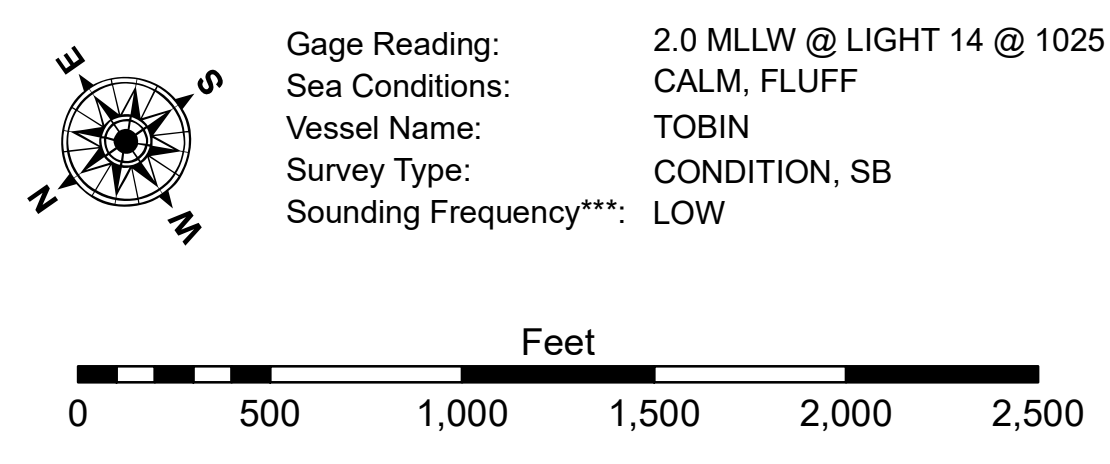 E
S
N
W
Gage Reading: 2.0 MLLW @ LIGHT 14 @ 1025
Sea Conditions: CALM, FLUFF
Vessel Name: TOBIN
Survey Type: CONDITION, SB
Sounding Frequency***: LOW
Feet
0 500 1,000 1,500 2,000 2,500